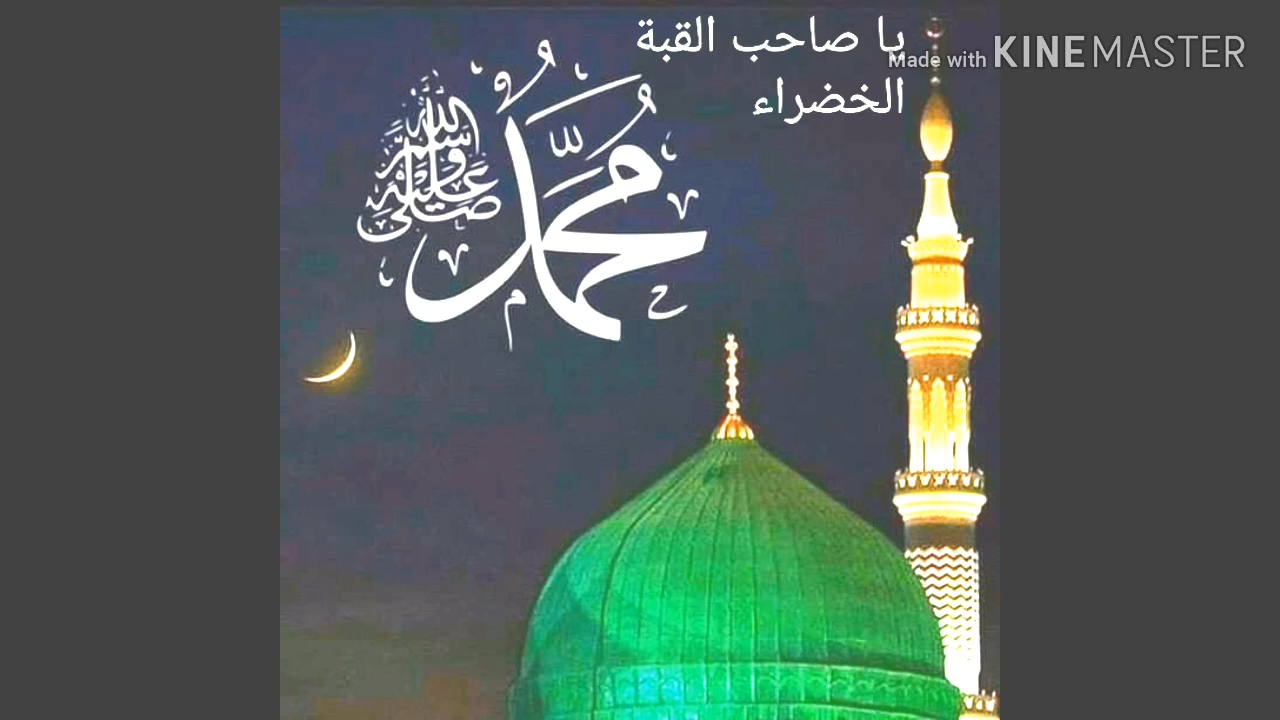 يا صاحب القبة
الخضراء
Made with KINEMASTER
محمد
صلى الله عليه وسلم